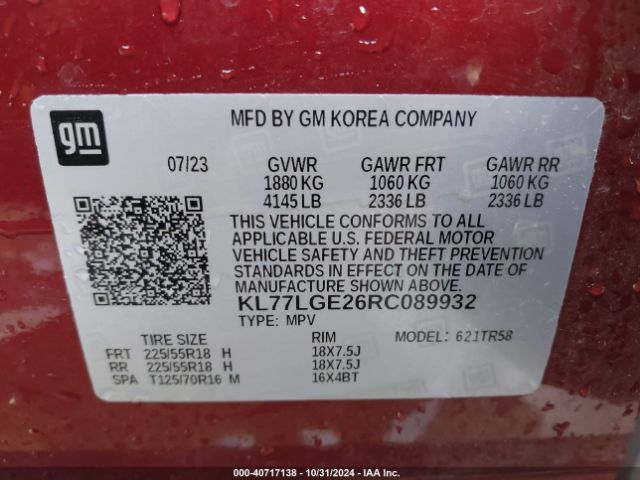 gm
MFD BY GM KOREA COMPANY
07/23 GVWR GAWR FRT GAWR RR
1880 KG 1060 KG 1060 KG
4145 LB 2336 LB 2336 LB
THIS VEHICLE CONFORMS TO ALL
APPLICABLE U.S. FEDERAL MOTOR
VEHICLE SAFETY AND THEFT PREVENTION
STANDARDS IN EFFECT ON THE DATE OF
MANUFACTURE SHOWN ABOVE.
KL77LGE26RC089932
TYPE: MPV MODEL: 621TR58
TIRE SIZE RIM
FRT 225/55R18 H 18X7.5J
RR 225/55R18 H 18X7.5J
SPA T125/70R16 M 16X4BT
000-40717138 - 10/31/2024 - IAA Inc.